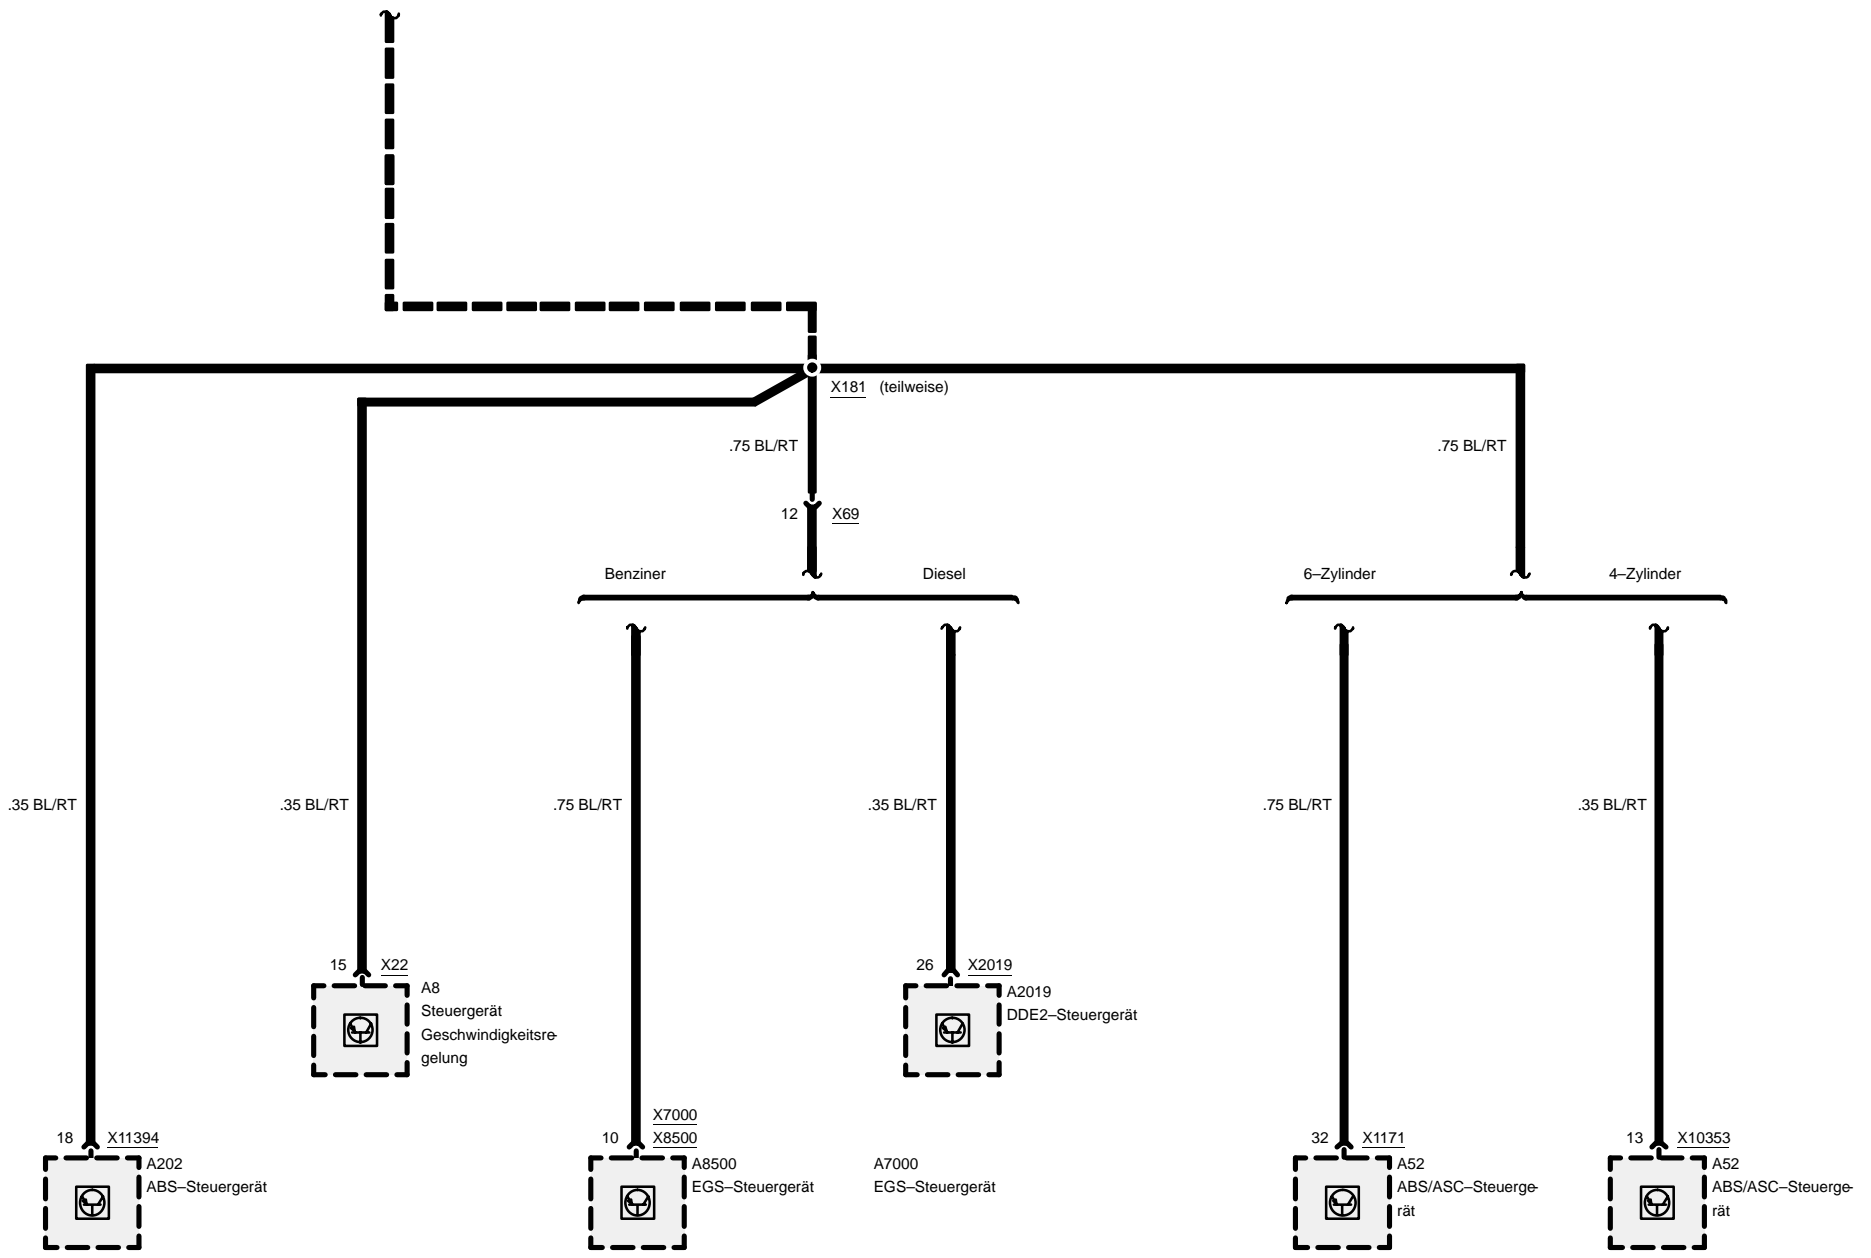 X181 (teilweise)
.75 BL/RT
.75 BL/RT
12 X69
Benziner
Diesel
6–Zylinder
4–Zylinder
.35 BL/RT
.35 BL/RT
.75 BL/RT
.35 BL/RT
.75 BL/RT
.35 BL/RT
15 X22
A8
Steuergerät
Geschwindigkeitsre-
gelung
26 X2019
A2019
DDE2–Steuergerät
18 X11394
A202
ABS–Steuergerät
X7000
10 X8500
A8500
EGS–Steuergerät
A7000
EGS–Steuergerät
32 X1171
A52
ABS/ASC–Steuerge-
rät
13 X10353
A52
ABS/ASC–Steuerge-
rät